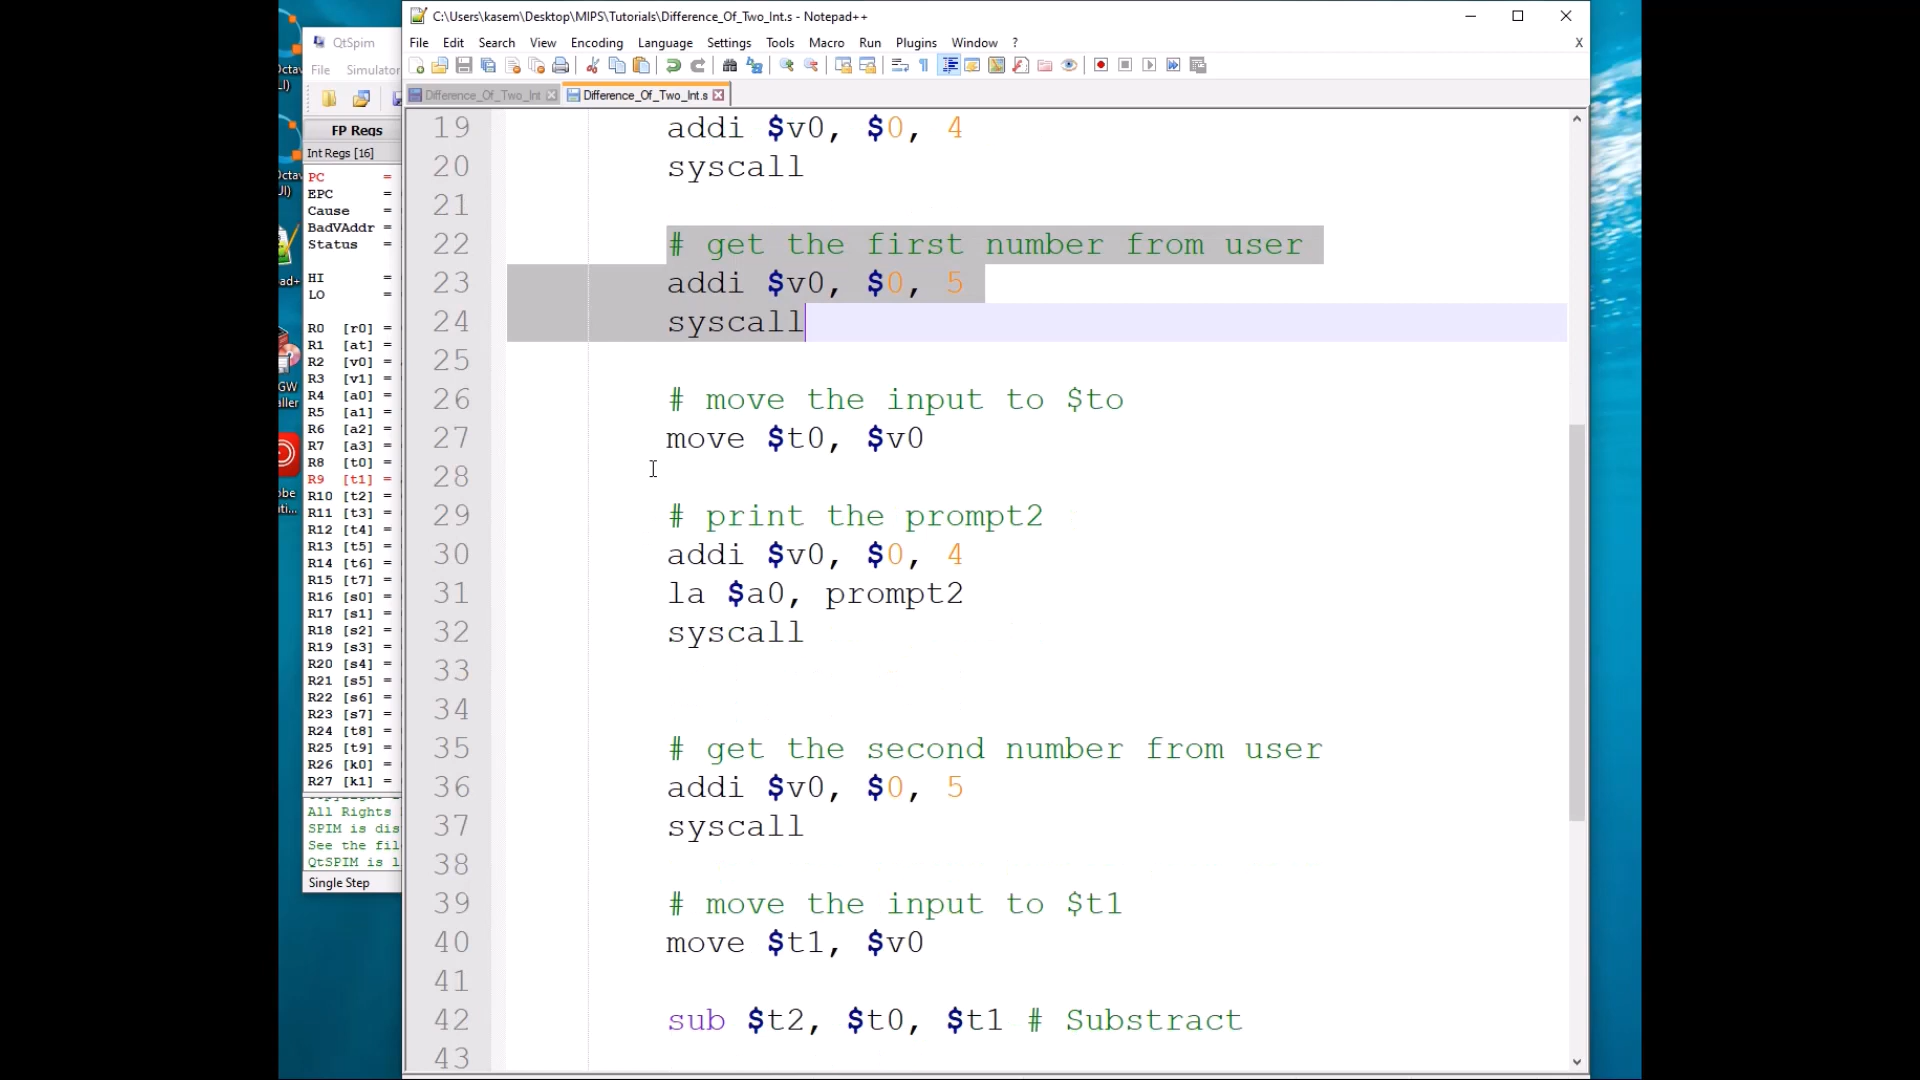 C:\Users\kasem\Desktop\MIPS\Tutorials\Difference_Of_Two_Int.s - Notepad++
File Edit Search View Encoding Language Settings Tools Macro Run Plugins Window ? X
Difference_Of_Two_Int Difference_Of_Two_Int.s
19 addi $v0, $0, 4
20 syscall
21
22 # get the first number from user
23 addi $v0, $0, 5
24 syscall
25
26 # move the input to $to
27 move $t0, $v0
28
29 # print the prompt2
30 addi $v0, $0, 4
31 la $a0, prompt2
32 syscall
33
34
35 # get the second number from user
36 addi $v0, $0, 5
37 syscall
38
39 # move the input to $t1
40 move $t1, $v0
41
42 sub $t2, $t0, $t1 # Substract
43
QtSpim
File Simulator
FP Regs
Int Regs [16]
PC =
EPC =
Cause =
BadVAddr =
Status =
HI =
LO =
R0 [r0] =
R1 [at] =
R2 [v0] =
R3 [v1] =
R4 [a0] =
R5 [a1] =
R6 [a2] =
R7 [a3] =
R8 [t0] =
R9 [t1] =
R10 [t2] =
R11 [t3] =
R12 [t4] =
R13 [t5] =
R14 [t6] =
R15 [t7] =
R16 [s0] =
R17 [s1] =
R18 [s2] =
R19 [s3] =
R20 [s4] =
R21 [s5] =
R22 [s6] =
R23 [s7] =
R24 [t8] =
R25 [t9] =
R26 [k0] =
R27 [k1] =
All Rights
SPIM is dis
See the fil
QtSPIM is l
Single Step